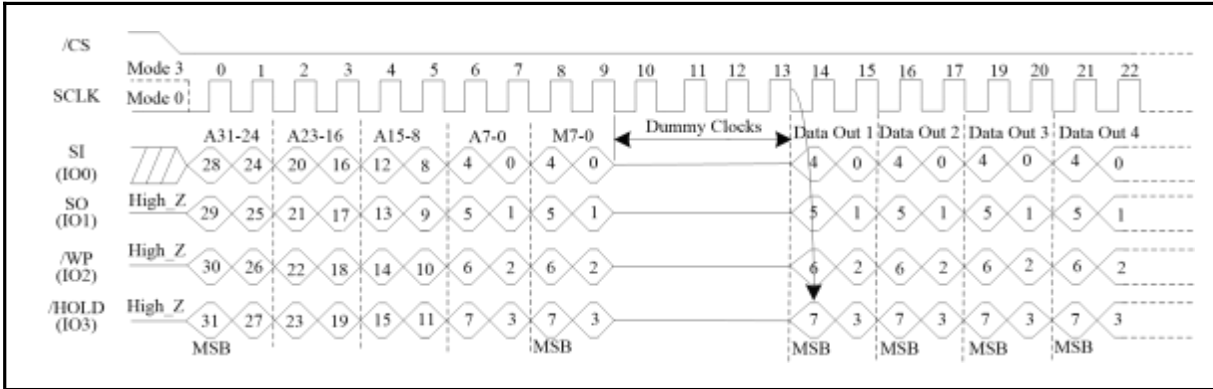 /CS
Mode 3 0 1 2 3 4 5 6 7 8 9 10 11 12 13 14 15 16 17 19 20 21 22
SCLK Mode 0
A31-24 A23-16 A15-8 A7-0 M7-0 Dummy Clocks Data Out 1 Data Out 2 Data Out 3 Data Out 4
SI
(IO0) 28 24 20 16 12 8 4 0 4 0 4 0 4 0 4 0 4 0
SO High_Z
(IO1) 29 25 21 17 13 9 5 1 5 1 5 1 5 1 5 1 5 1
/WP High_Z
(IO2) 30 26 22 18 14 10 6 2 6 2 6 2 6 2 6 2 6 2
/HOLD High_Z
(IO3) 31 27 23 19 15 11 7 3 7 3 7 3 7 3 7 3 7 3
MSB MSB MSB MSB MSB MSB